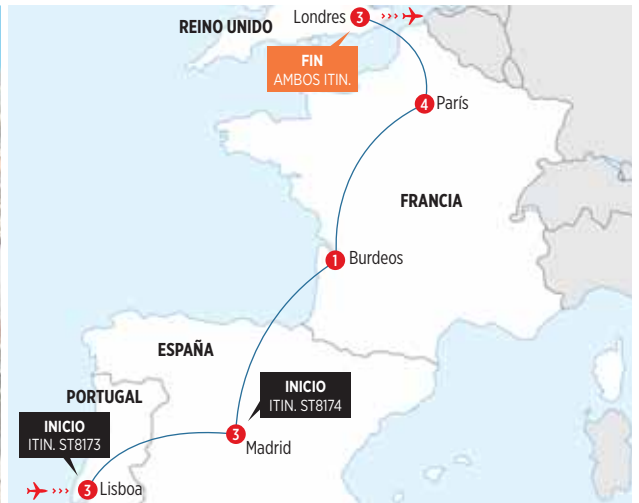 REINO UNIDO
Londres 3
FIN
AMBOS ITIN.
4 París
FRANCIA
1 Burdeos
ESPAÑA
INICIO
ITIN. ST8174
PORTUGAL
INICIO
ITIN. ST8173
3
Madrid
3 Lisboa